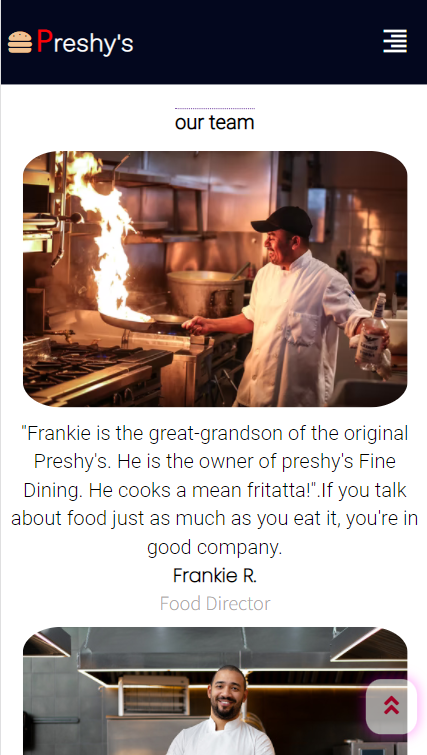 Preshy's
our team
"Frankie is the great-grandson of the original
Preshy's. He is the owner of preshy's Fine
Dining. He cooks a mean fritatta!".If you talk
about food just as much as you eat it, you're in
good company.
Frankie R.
Food Director